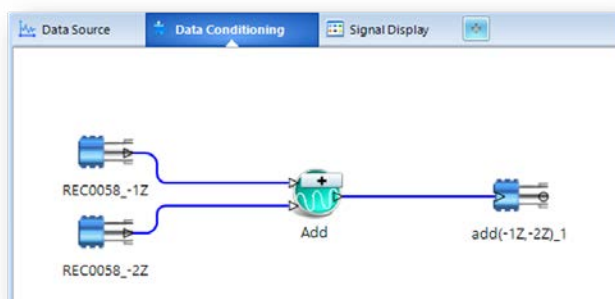 Data Source Data Conditioning Signal Display
REC0058_-1Z
+
Add
add(-1Z,-2Z)_1
REC0058_-2Z